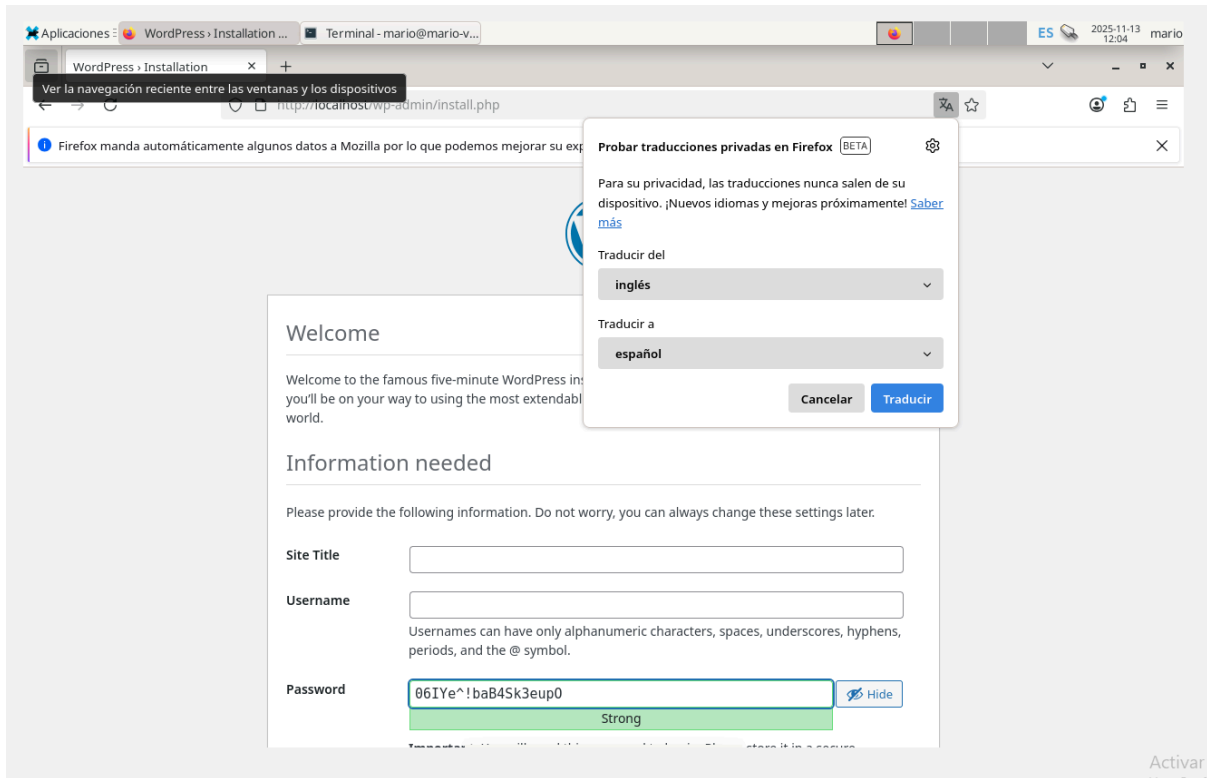 Aplicaciones
WordPress › Installation ...
Terminal - mario@mario-v...
ES
2025-11-13
12:04
mario
WordPress › Installation
Ver la navegación reciente entre las ventanas y los dispositivos
http://localhost/wp-admin/install.php
Firefox manda automáticamente algunos datos a Mozilla por lo que podemos mejorar su
Probar traducciones privadas en Firefox BETA
Para su privacidad, las traducciones nunca salen de su
dispositivo. ¡Nuevos idiomas y mejoras próximamente! Saber
más
Traducir del
inglés
Traducir a
español
Cancelar
Traducir
Welcome
Welcome to the famous five-minute WordPress
you’ll be on your way to using the most
world.
Information needed
Please provide the following information. Do not worry, you can always change these settings later.
Site Title
Username
Usernames can have only alphanumeric characters, spaces, underscores, hyphens,
periods, and the @ symbol.
Password
06IYe^!baB4Sk3eupO
Hide
Strong
Activar